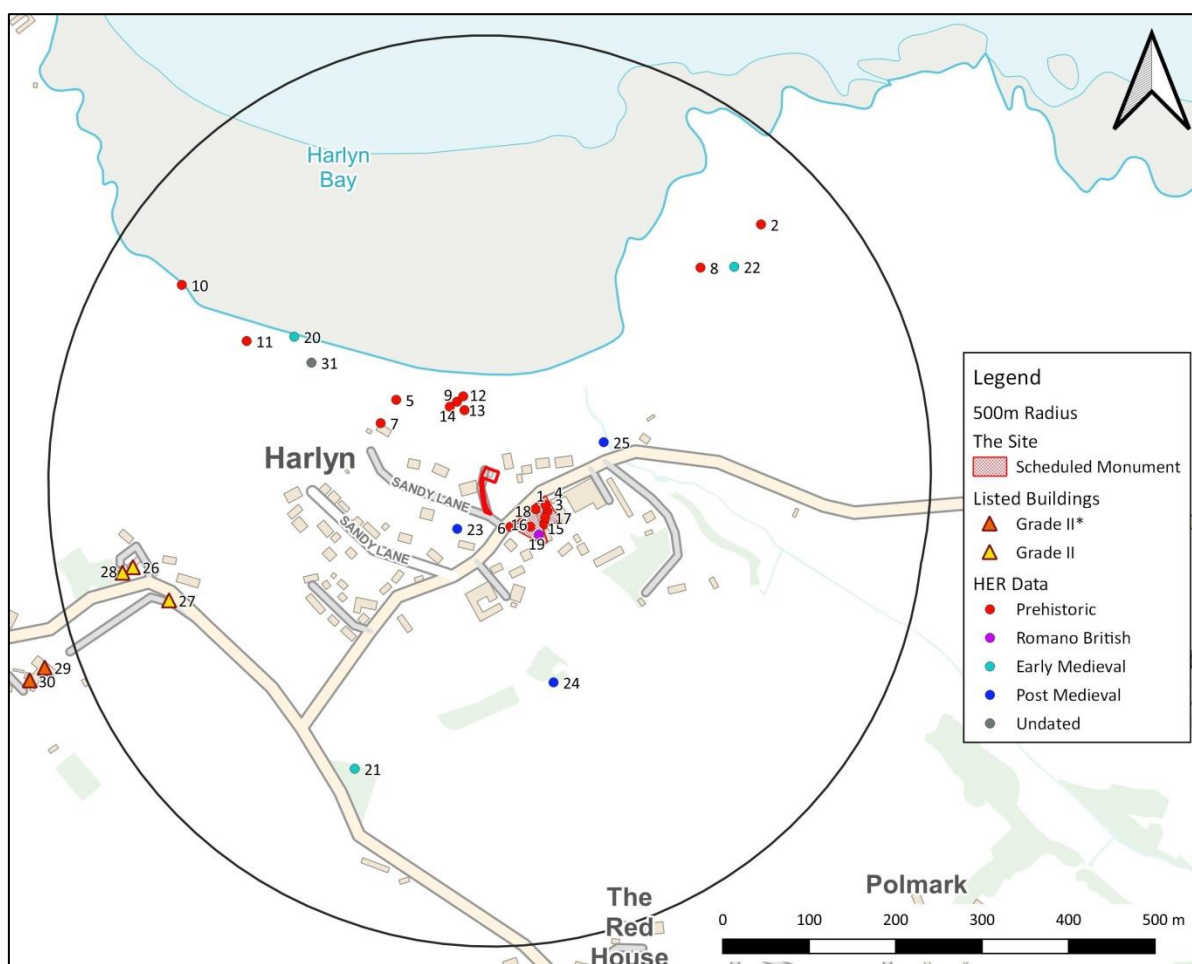 Harlyn
Bay
2
8
22
10
20
11
31
5
9
12
14
13
7
Harlyn
25
SANDY LANE
SANDY LANE
1
4
3
18
17
6
16
15
19
23
28
26
27
29
30
24
21
Polmark
The
Red
House
Legend
500m Radius
The Site
Scheduled Monument
Listed Buildings
Grade II*
Grade II
HER Data
Prehistoric
Romano British
Early Medieval
Post Medieval
Undated
0 100 200 300 400 500 m